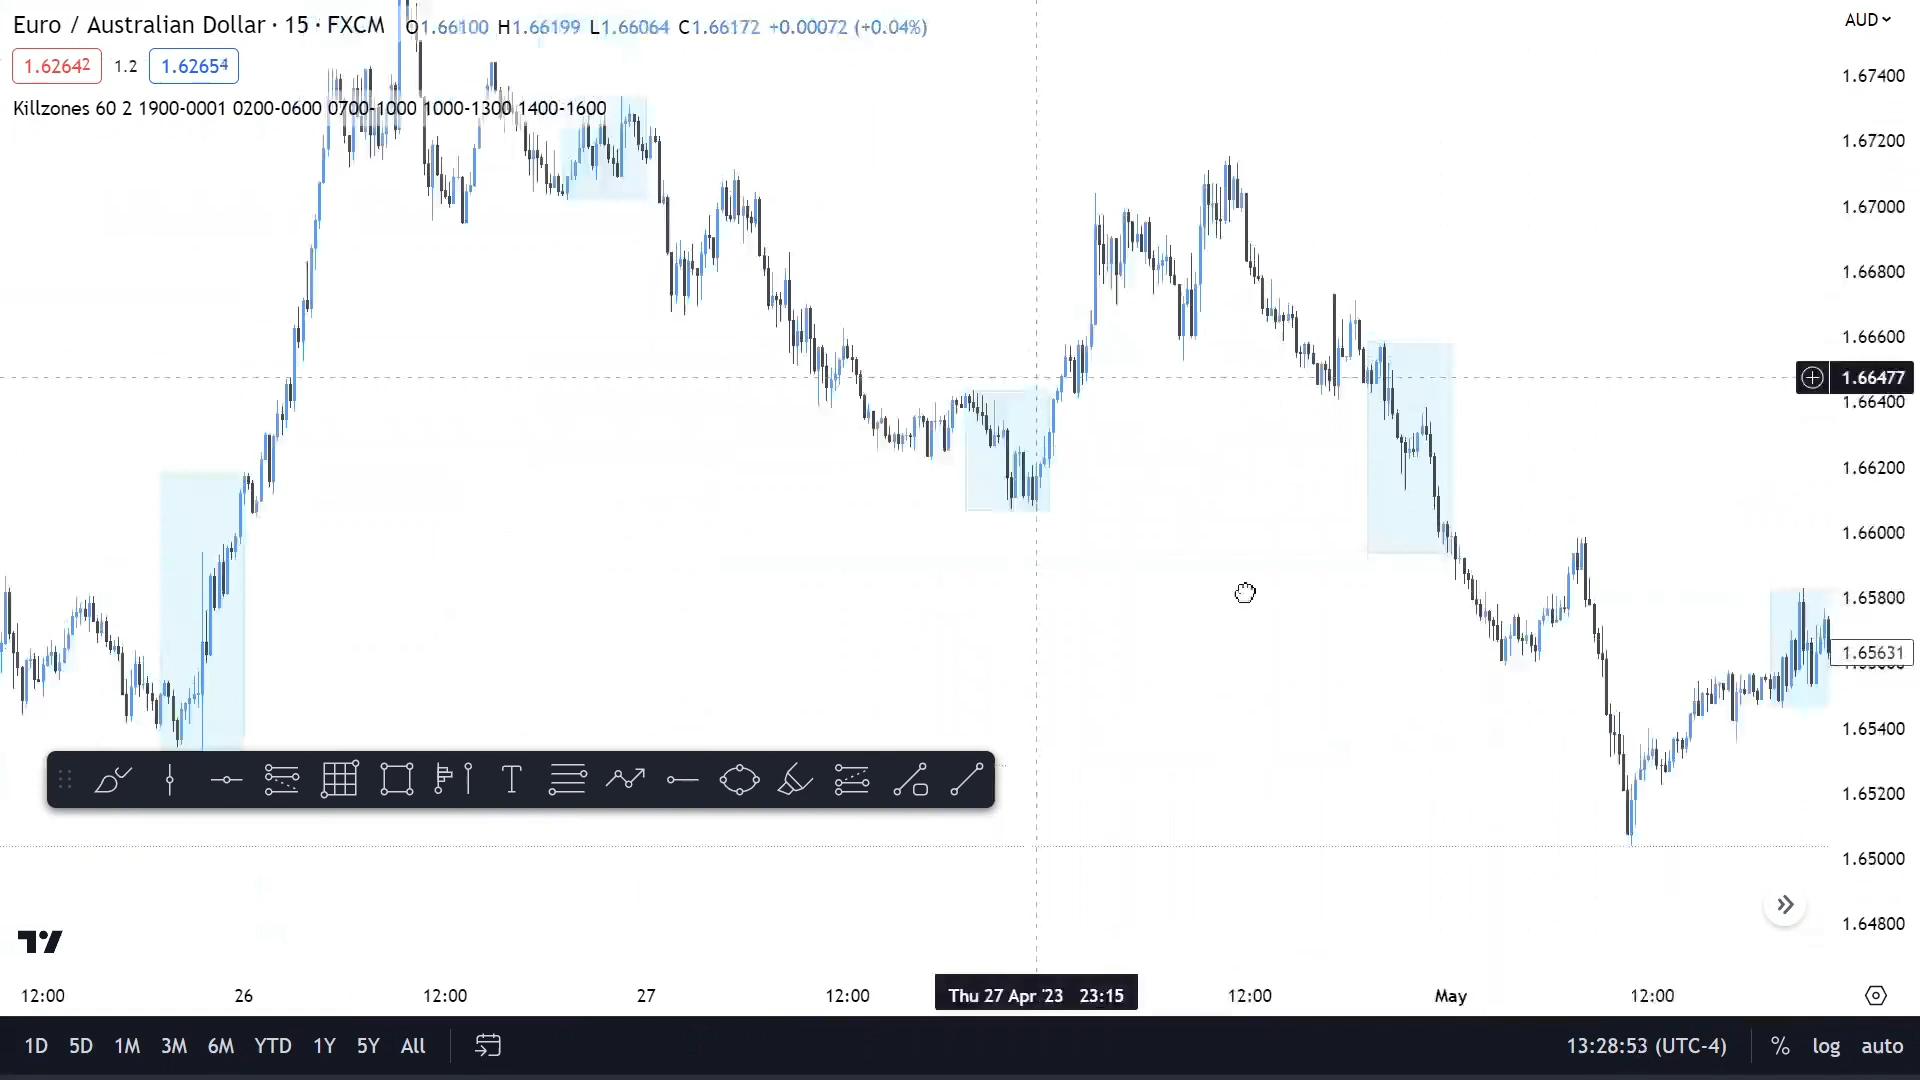 Euro / Australian Dollar · 15 · FXCM O1.66100 H1.66199 L1.66064 C1.66172 +0.00072 (+0.04%)
AUD
1.62642 1.2 1.62654
Killzones 60 2 1900-0001 0200-0600 0700-1000 1000-1300 1400-1600
1.67400
1.67200
1.67000
1.66800
1.66600
1.66477
1.66400
1.66200
1.66000
1.65800
1.65631
1.65400
1.65200
1.65000
1.64800
12:00 26 12:00 27 12:00 Thu 27 Apr '23 23:15 12:00 May 12:00
1D 5D 1M 3M 6M YTD 1Y 5Y All 13:28:53 (UTC-4) % log auto